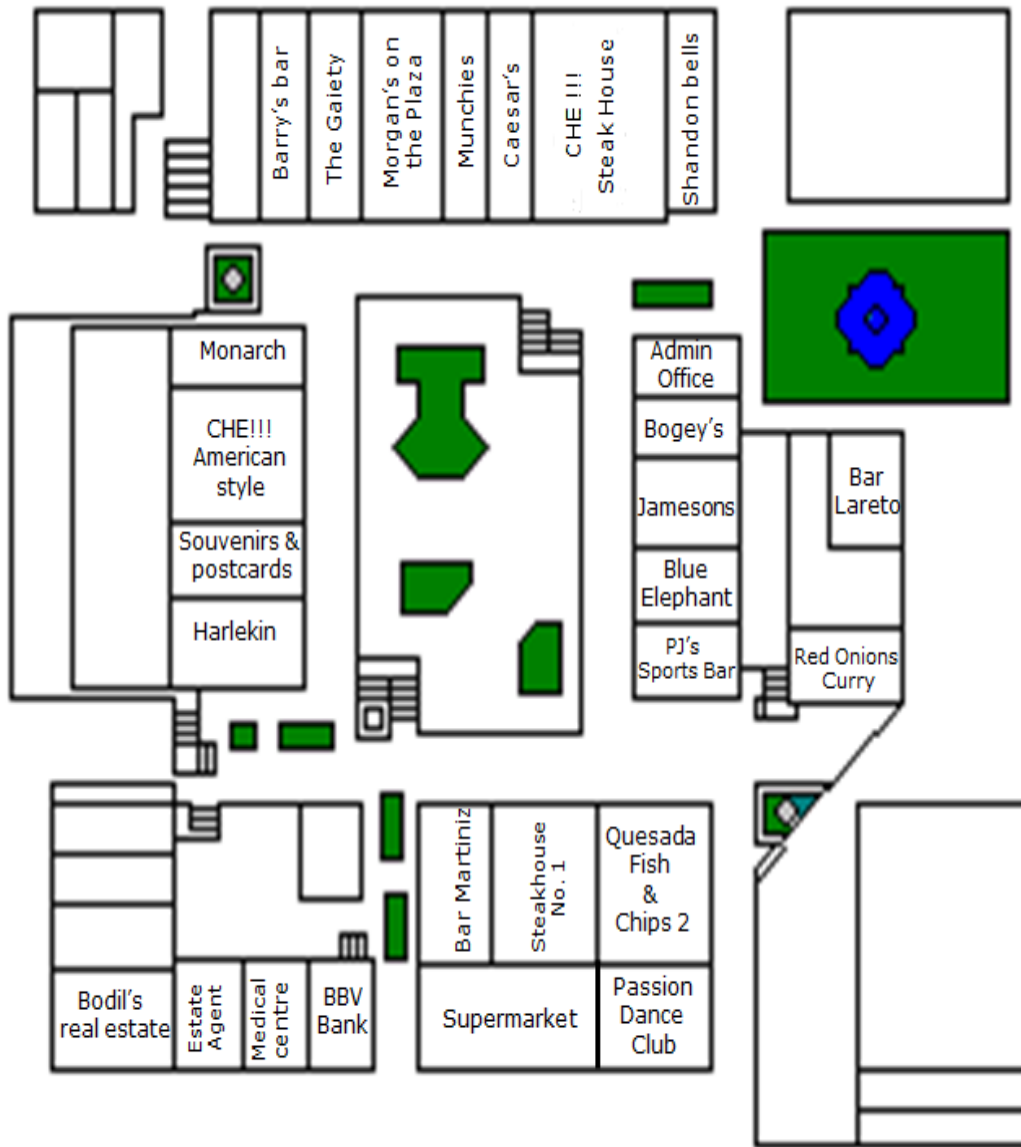 Barry's bar
The Gaiety
Morgan's on
the Plaza
Munchies
Caesar's
CHE !!!
Steak House
Shandon bells
Monarch
CHE!!!
American
style
Souvenirs &
postcards
Harlekin
Admin
Office
Bogey's
Jamesons
Blue
Elephant
PJ's
Sports Bar
Bar
Lareto
Red Onions
Curry
Bar Martiniz
Steakhouse
No. 1
Quesada
Fish
&
Chips 2
Bodil's
real estate
Estate
Agent
Medical
centre
BBV
Bank
Supermarket
Passion
Dance
Club